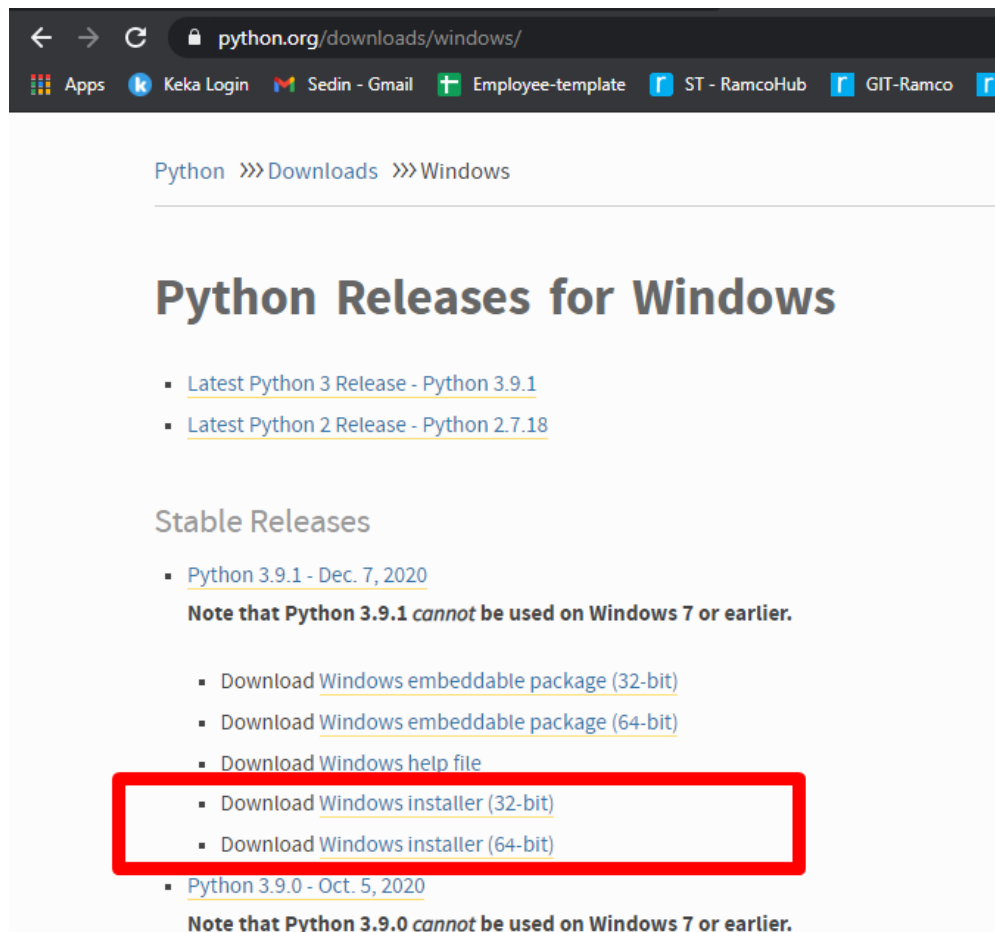 python.org/downloads/windows/
Apps Keka Login Sedin - Gmail Employee-template ST - RamcoHub GIT-Ramco
Python >>> Downloads >>> Windows
Python Releases for Windows
Latest Python 3 Release - Python 3.9.1
Latest Python 2 Release - Python 2.7.18
Stable Releases
Python 3.9.1 - Dec. 7, 2020
Note that Python 3.9.1 cannot be used on Windows 7 or earlier.
Download Windows embeddable package (32-bit)
Download Windows embeddable package (64-bit)
Download Windows help file
Download Windows installer (32-bit)
Download Windows installer (64-bit)
Python 3.9.0 - Oct. 5, 2020
Note that Python 3.9.0 cannot be used on Windows 7 or earlier.